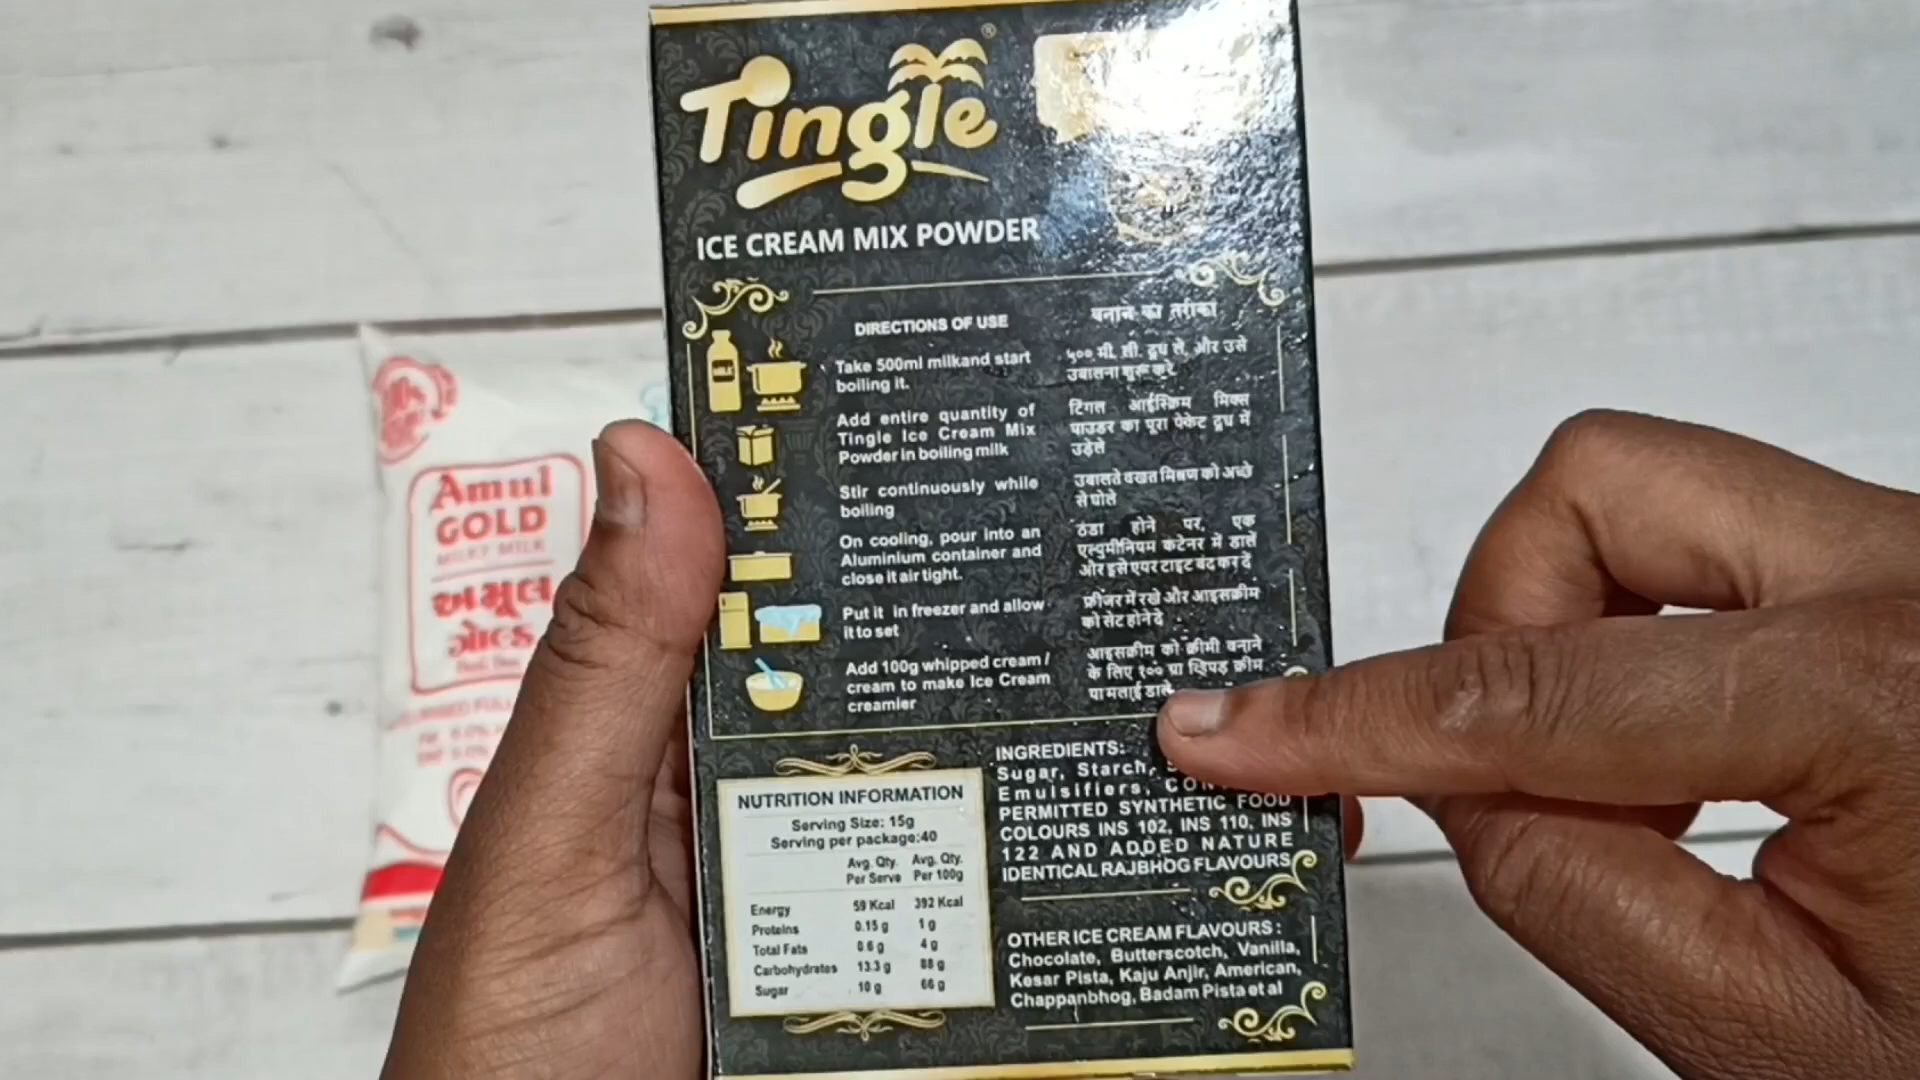 Tingle®
ICE CREAM MIX POWDER
DIRECTIONS OF USE
Take 500ml milkand start
boiling it.
Add entire quantity of
Tingle Ice Cream Mix
Powder in boiling milk
Stir continuously while
boiling
On cooling, pour into an
Aluminium container and
close it air tight.
Put it in freezer and allow
it to set
Add 100g whipped cream /
cream to make Ice Cream
creamier
बनाने का तरीका
५०० मी. ली. दूध लें, और उसे
उबालना शुरू करे
टिंगल आईस्क्रिम मिक्स
पाउडर का पूरा पेकेट दूध में
उड़ेले
उबालते वखत मिश्रण को अच्छे
से घोले
ठंडा होने पर, एक
एल्युमीनियम कंटेनर में डालें
और इसे एयर टाइट बंद कर दें
फ्रीजर में रखे और आइसक्रीम
को सेट होने दे
आइसक्रीम को क्रीमी बनाने
के लिए १०० ग्रा व्हिपड क्रीम
या मलाई डाले
MILK
NUTRITION INFORMATION
Serving Size: 15g
Serving per package:40
Avg. Qty. Avg. Qty.
Per Serve Per 100g
Energy 59 Kcal 392 Kcal
Proteins 0.15 g 1 g
Total Fats 0.6 g 4 g
Carbohydrates 13.3 g 88 g
Sugar 10 g 66 g
INGREDIENTS:
Sugar, Starch,
Emulsifiers,
PERMITTED SYNTHETIC FOOD
COLOURS INS 102, INS 110, INS
122 AND ADDED NATURE
IDENTICAL RAJBHOG FLAVOURS
OTHER ICE CREAM FLAVOURS :
Chocolate, Butterscotch, Vanilla,
Kesar Pista, Kaju Anjir, American,
Chappanbhog, Badam Pista et al
Amul
GOLD
MILKY MILK
અમૂલ
ગોલ્ડ